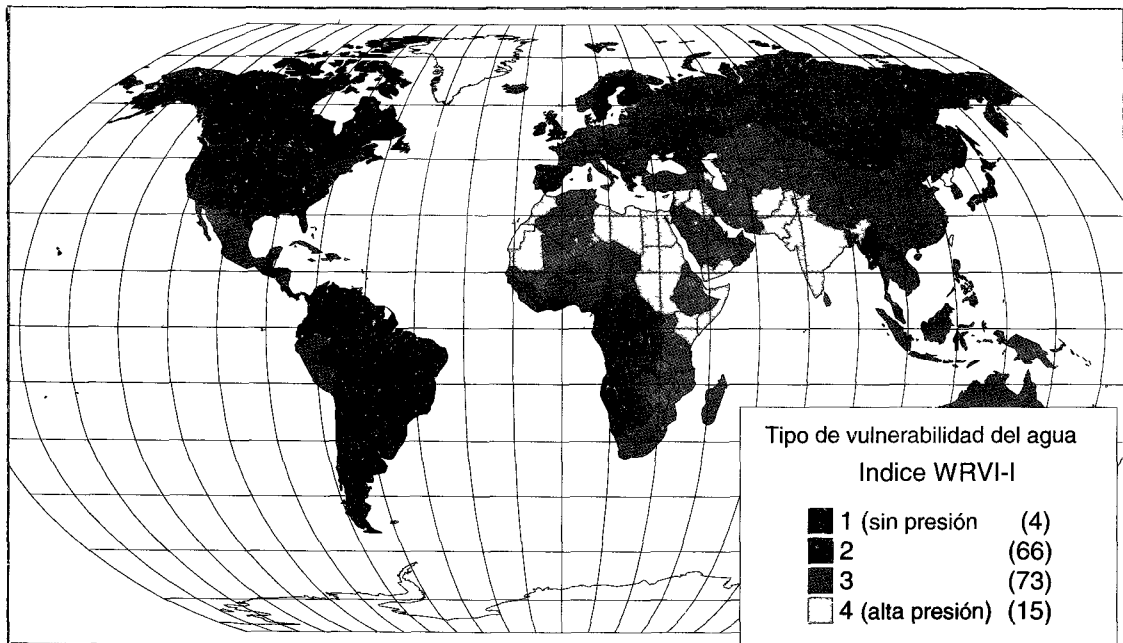 Tipo de vulnerabilidad del agua
Indice WRVI-I
1 (sin presión (4)
2 (66)
3 (73)
4 (alta presión) (15)